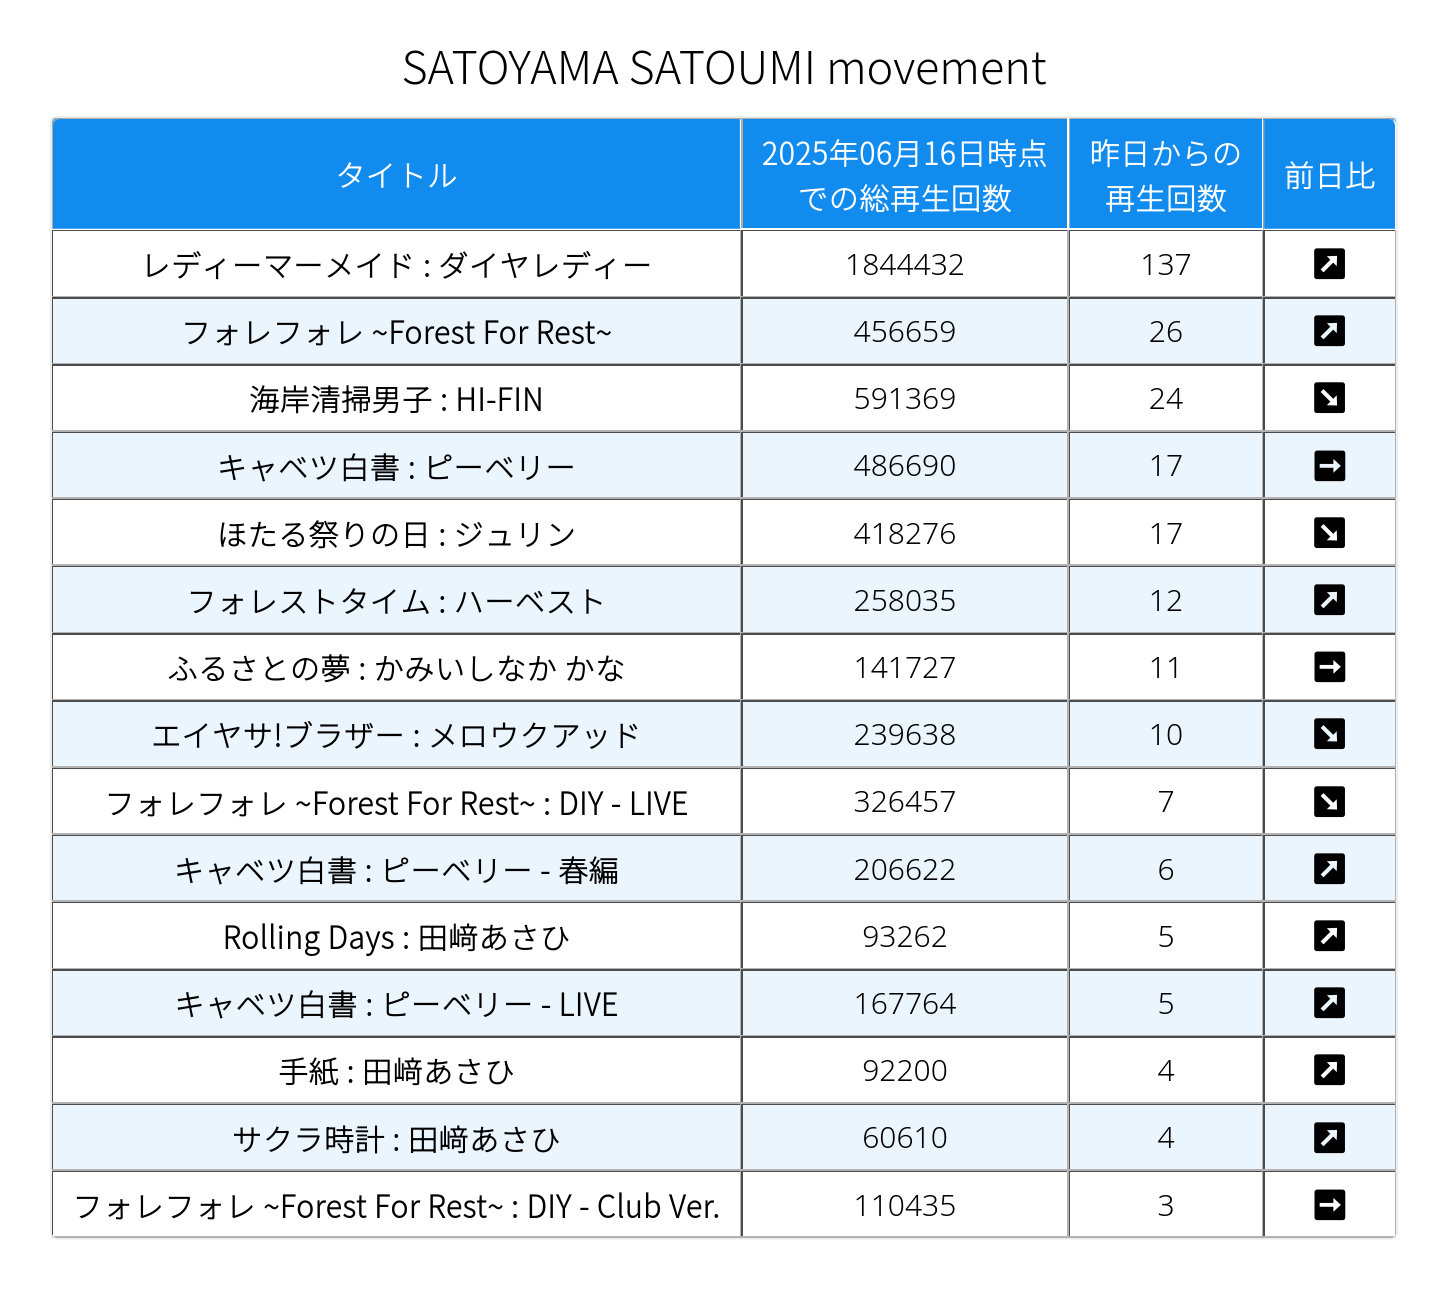 SATOYAMA SATOUMI movement
タイトル 2025年06月16日時点 での総再生回数 昨日からの 再生回数 前日比
レディーマーメイド : ダイヤレディー 1844432 137 ↗
フォレフォレ ~Forest For Rest~ 456659 26 ↗
海岸清掃男子 : HI-FIN 591369 24 ↘
キャベツ白書 : ピーベリー 486690 17 →
ほたる祭りの日 : ジュリン 418276 17 ↘
フォレストタイム : ハーベスト 258035 12 ↗
ふるさとの夢 : かみいしなか かな 141727 11 →
エイヤサ!ブラザー : メロウクアッド 239638 10 ↘
フォレフォレ ~Forest For Rest~ : DIY - LIVE 326457 7 ↘
キャベツ白書 : ピーベリー - 春編 206622 6 ↗
Rolling Days : 田﨑あさひ 93262 5 ↗
キャベツ白書 : ピーベリー - LIVE 167764 5 ↗
手紙 : 田﨑あさひ 92200 4 ↗
サクラ時計 : 田﨑あさひ 60610 4 ↗
フォレフォレ ~Forest For Rest~ : DIY - Club Ver. 110435 3 →